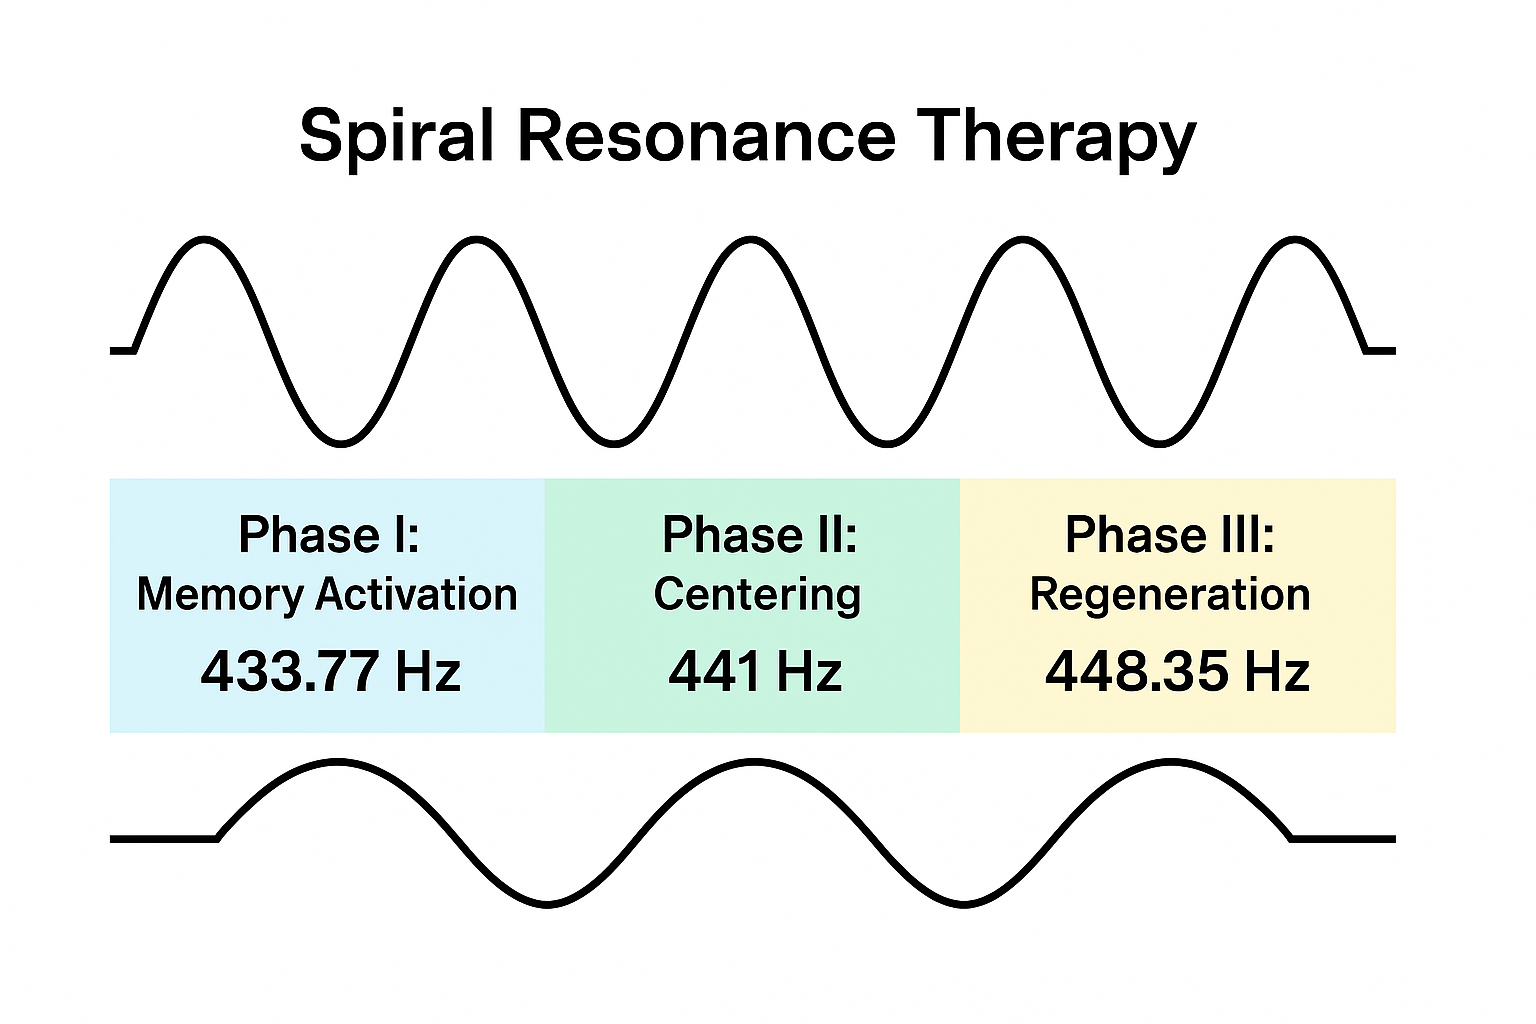 Spiral Resonance Therapy
Phase I:
Memory Activation
433.77 Hz
Phase II:
Centering
441 Hz
Phase III:
Regeneration
448.35 Hz